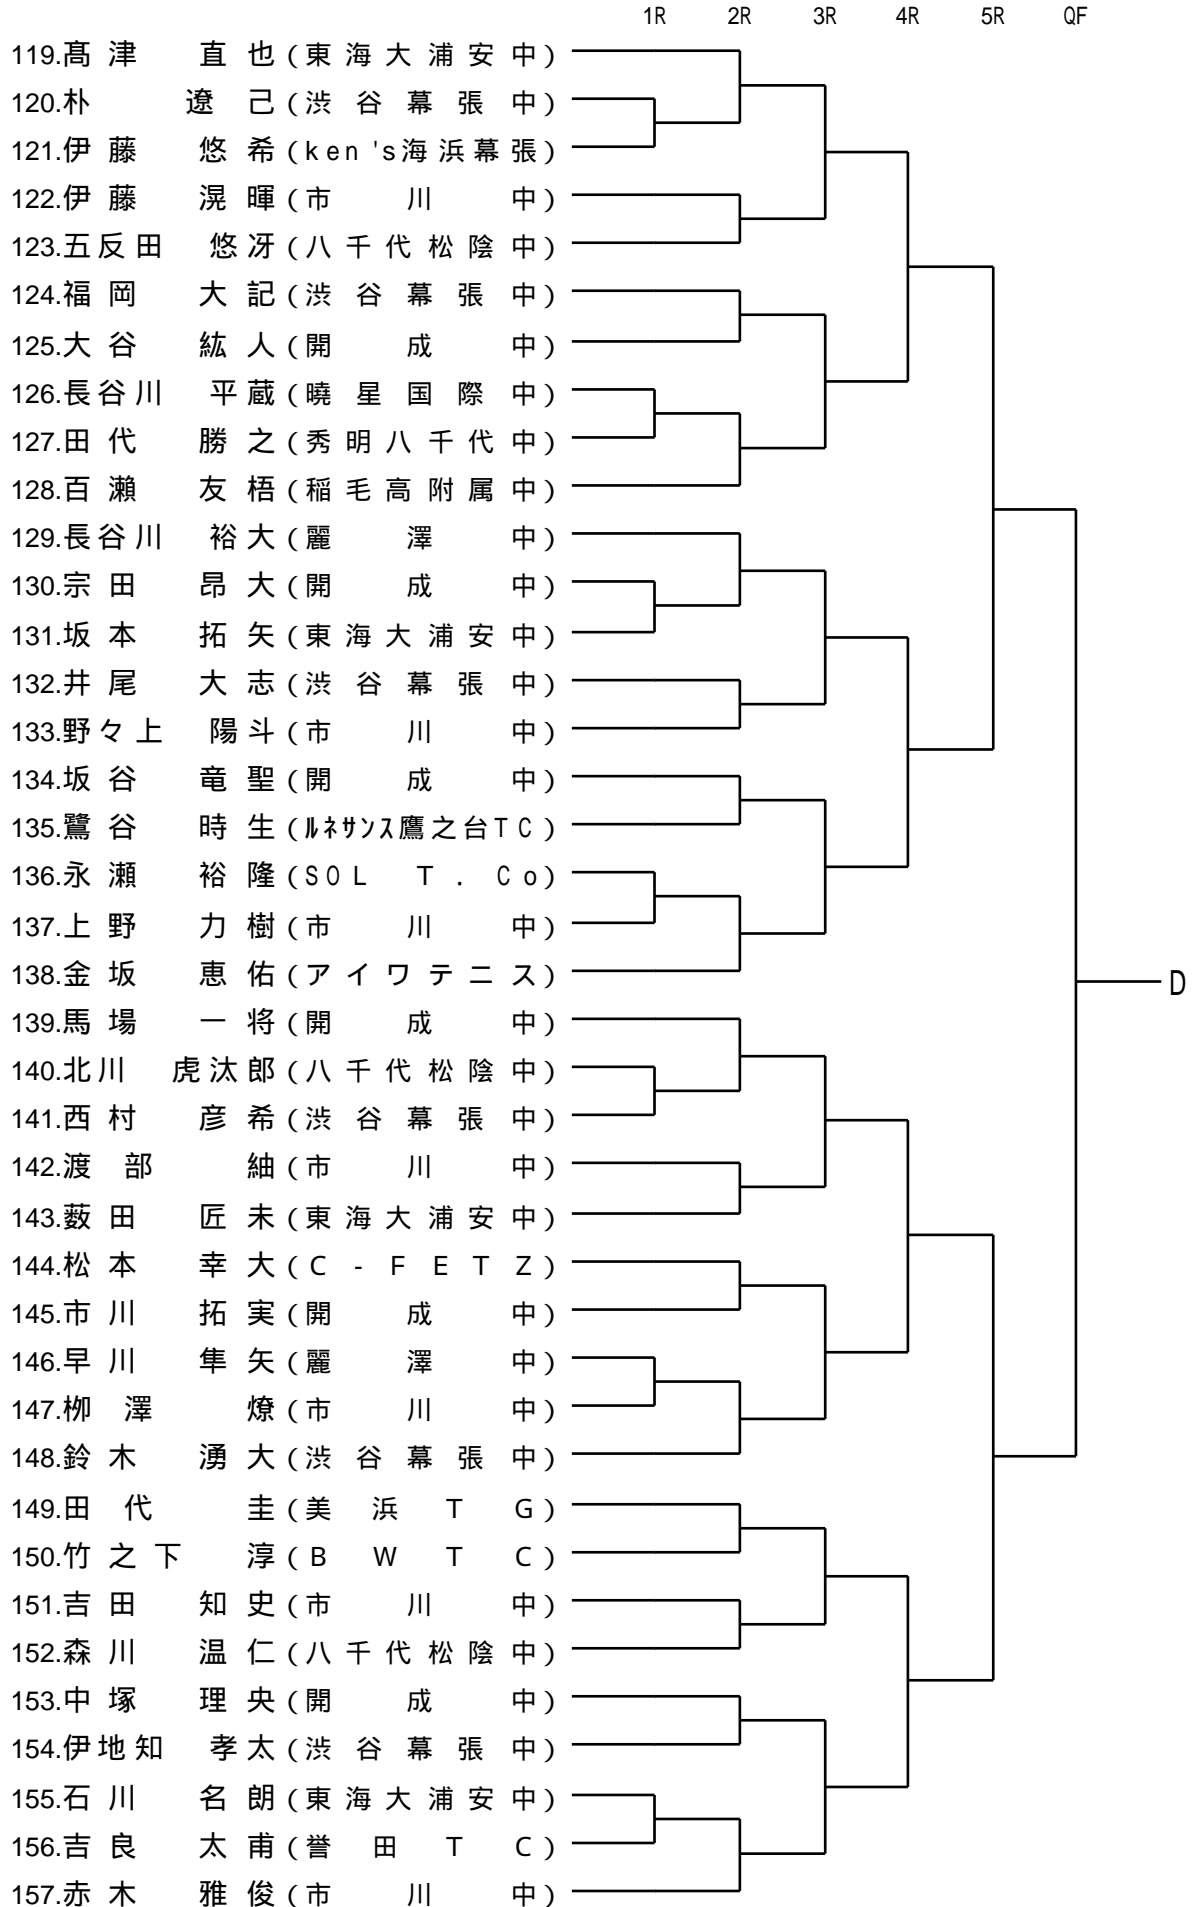 1R 2R 3R 4R 5R QF
119.髙津 直也(東海大浦安中)
120.朴 遼己(渋谷幕張中)
121.伊藤 悠希(ken's海浜幕張)
122.伊藤 滉暉(市川中)
123.五反田 悠冴(八千代松陰中)
124.福岡 大記(渋谷幕張中)
125.大谷 紘人(開成中)
126.長谷川 平蔵(曉星国際中)
127.田代 勝之(秀明八千代中)
128.百瀬 友梧(稲毛高附属中)
129.長谷川 裕大(麗澤中)
130.宗田 昂大(開成中)
131.坂本 拓矢(東海大浦安中)
132.井尾 大志(渋谷幕張中)
133.野々上 陽斗(市川中)
134.坂谷 竜聖(開成中)
135.鷺谷 時生(ﾙﾈｻﾝｽ鷹之台TC)
136.永瀬 裕隆(SOL T.Co)
137.上野 力樹(市川中)
138.金坂 恵佑(アイワテニス)
D
139.馬場 一将(開成中)
140.北川 虎汰郎(八千代松陰中)
141.西村 彦希(渋谷幕張中)
142.渡部 紬(市川中)
143.薮田 匠未(東海大浦安中)
144.松本 幸大(C-FETZ)
145.市川 拓実(開成中)
146.早川 隼矢(麗澤中)
147.栁澤 燎(市川中)
148.鈴木 湧大(渋谷幕張中)
149.田代 圭(美浜TG)
150.竹之下 淳(BWTC)
151.吉田 知史(市川中)
152.森川 温仁(八千代松陰中)
153.中塚 理央(開成中)
154.伊地知 孝太(渋谷幕張中)
155.石川 名朗(東海大浦安中)
156.吉良 太甫(誉田TC)
157.赤木 雅俊(市川中)